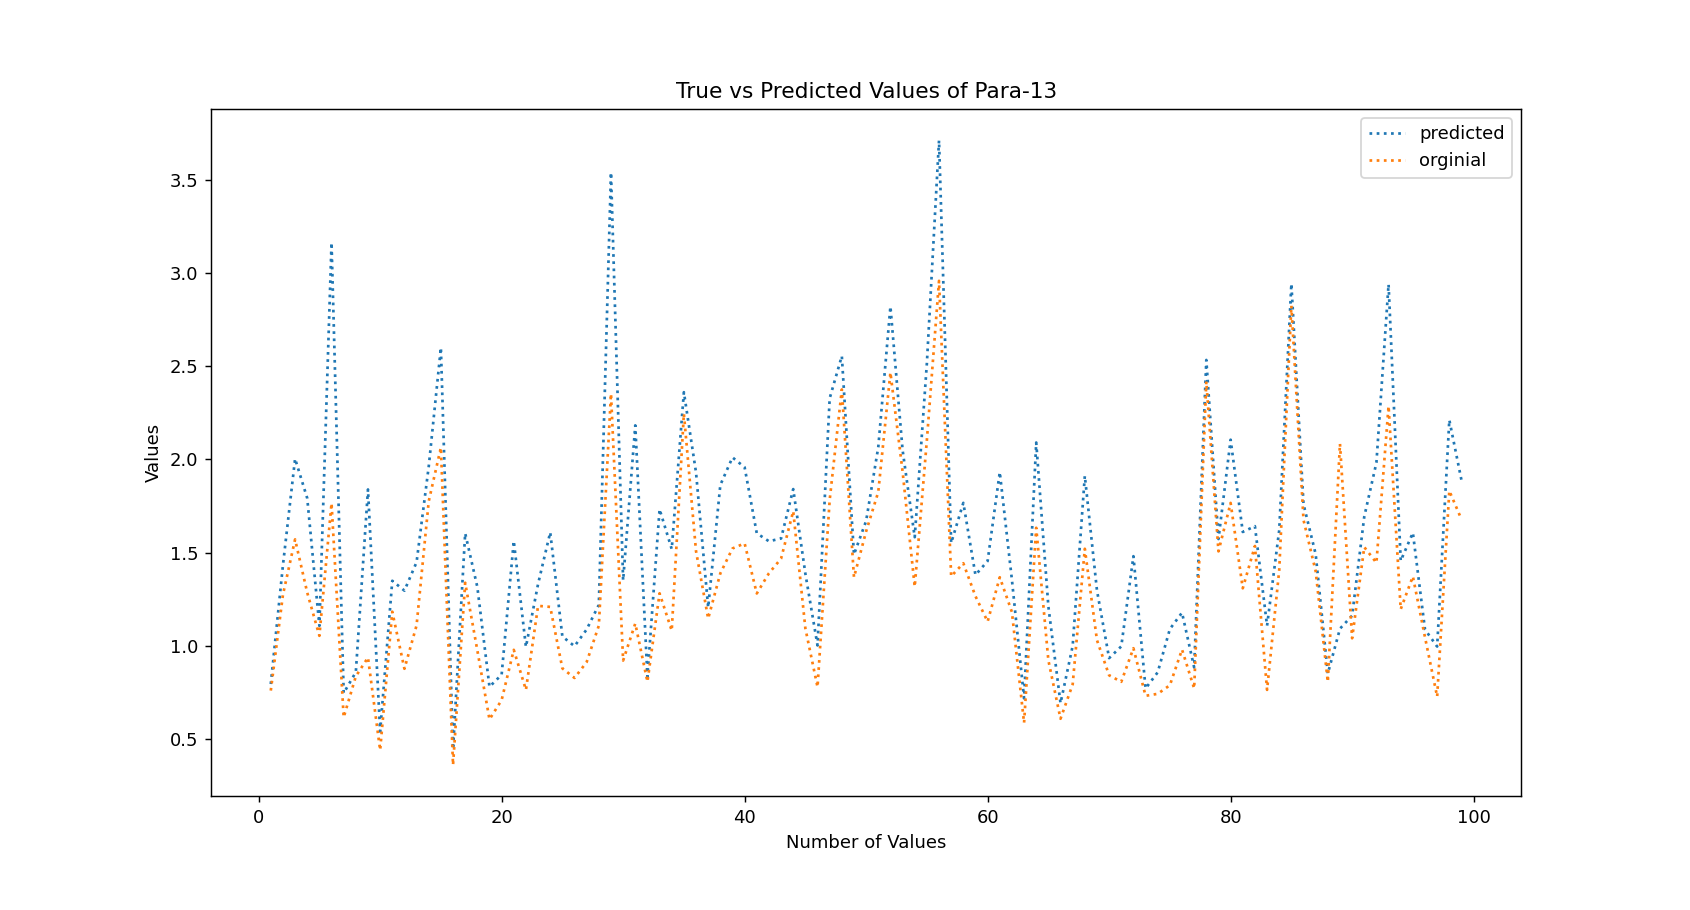 True vs Predicted Values of Para-13
predicted
orginial
3.5
3.0
2.5
2.0
1.5
1.0
0.5
Values
0 20 40 60 80 100
Number of Values